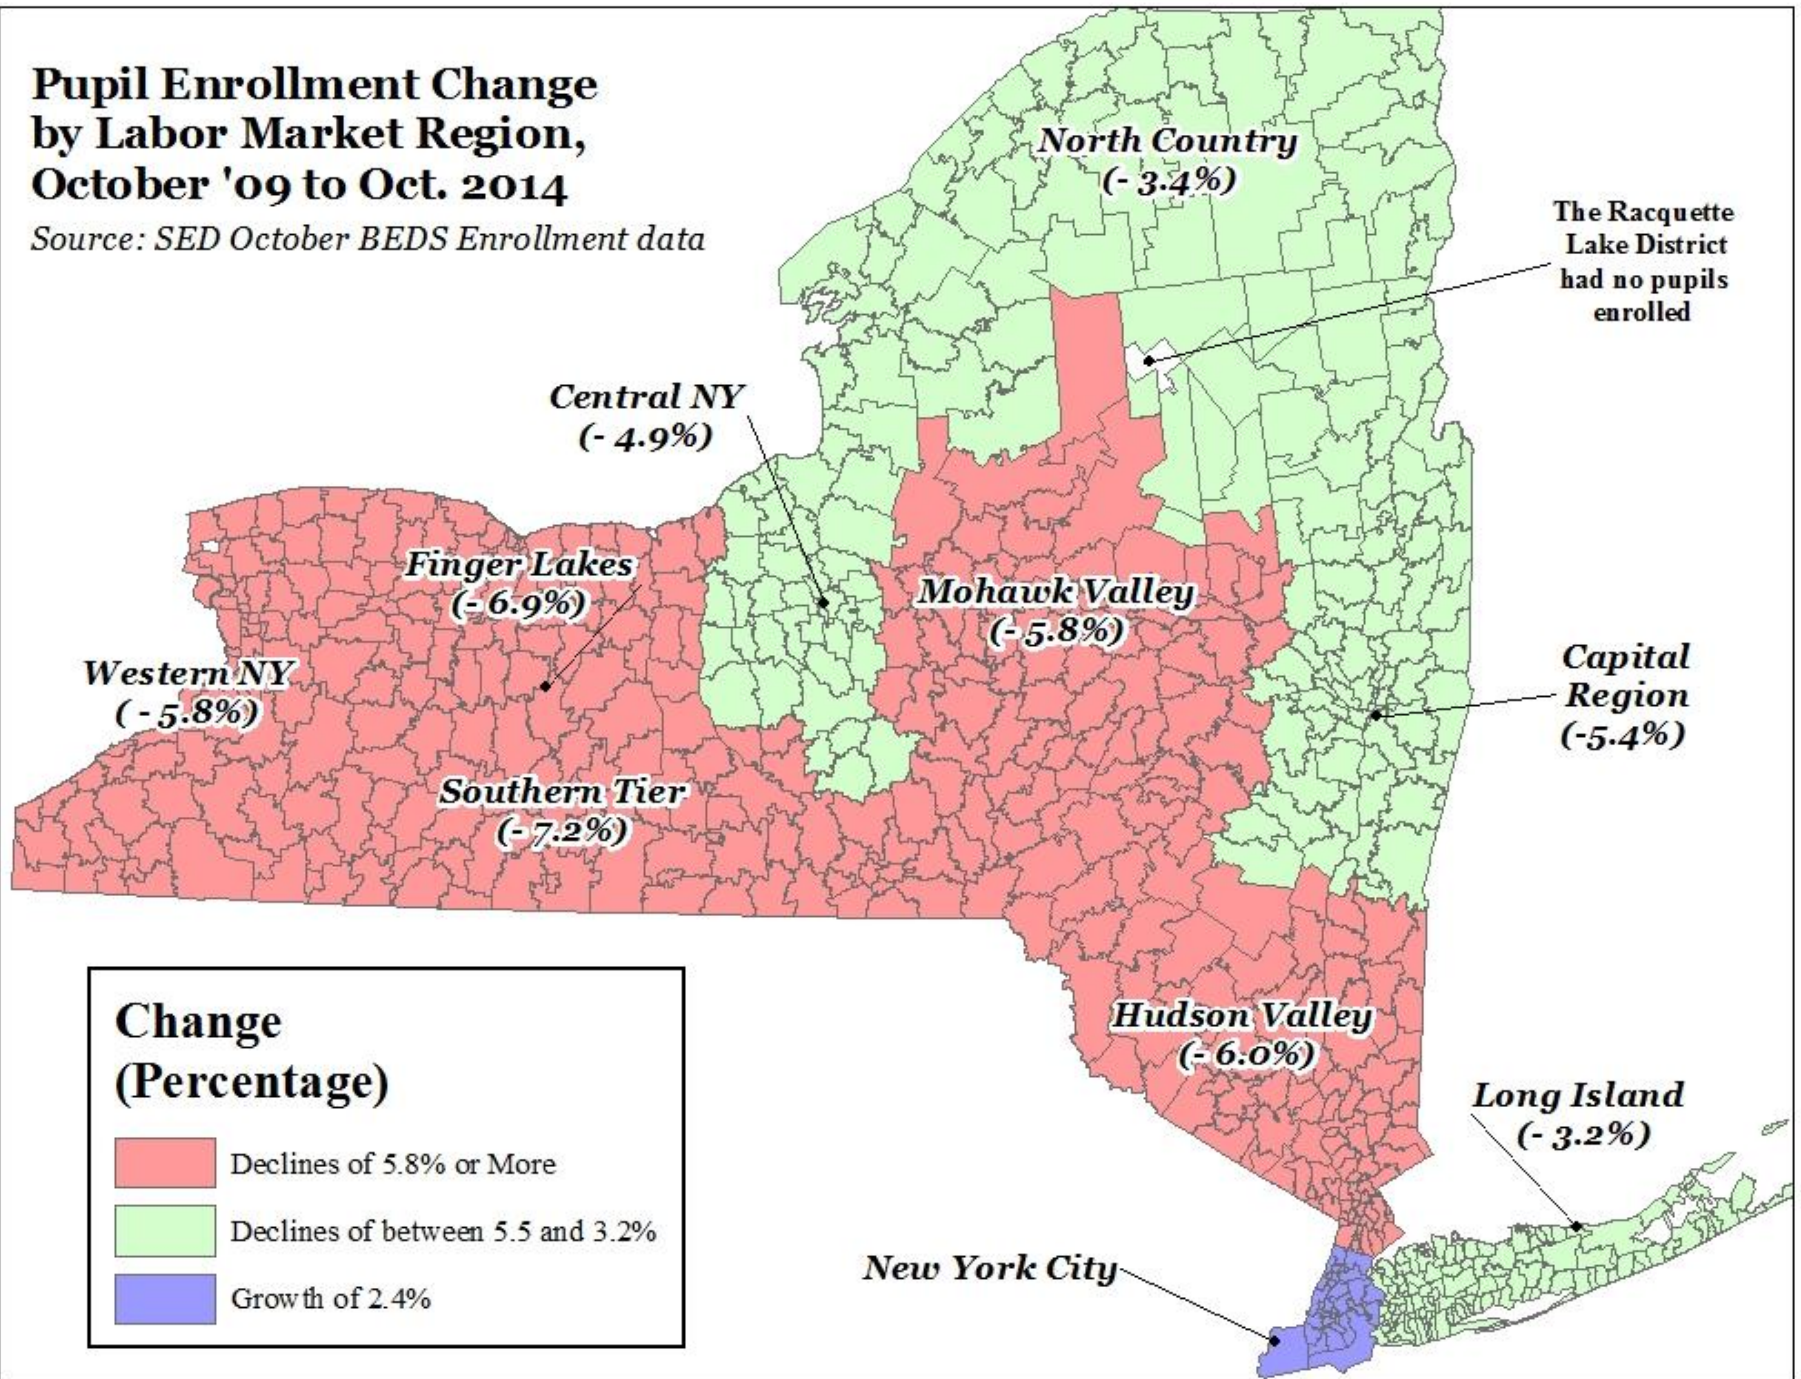 Pupil Enrollment Change
by Labor Market Region,
October '09 to Oct. 2014
Source: SED October BEDS Enrollment data
North Country
(- 3.4%)
The Racquette
Lake District
had no pupils
enrolled
Central NY
(- 4.9%)
Finger Lakes
(- 6.9%)
Mohawk Valley
(- 5.8%)
Western NY
( - 5.8%)
Capital
Region
(-5.4%)
Southern Tier
(- 7.2%)
Hudson Valley
(- 6.0%)
Long Island
(- 3.2%)
New York City
Change
(Percentage)
Declines of 5.8% or More
Declines of between 5.5 and 3.2%
Growth of 2.4%